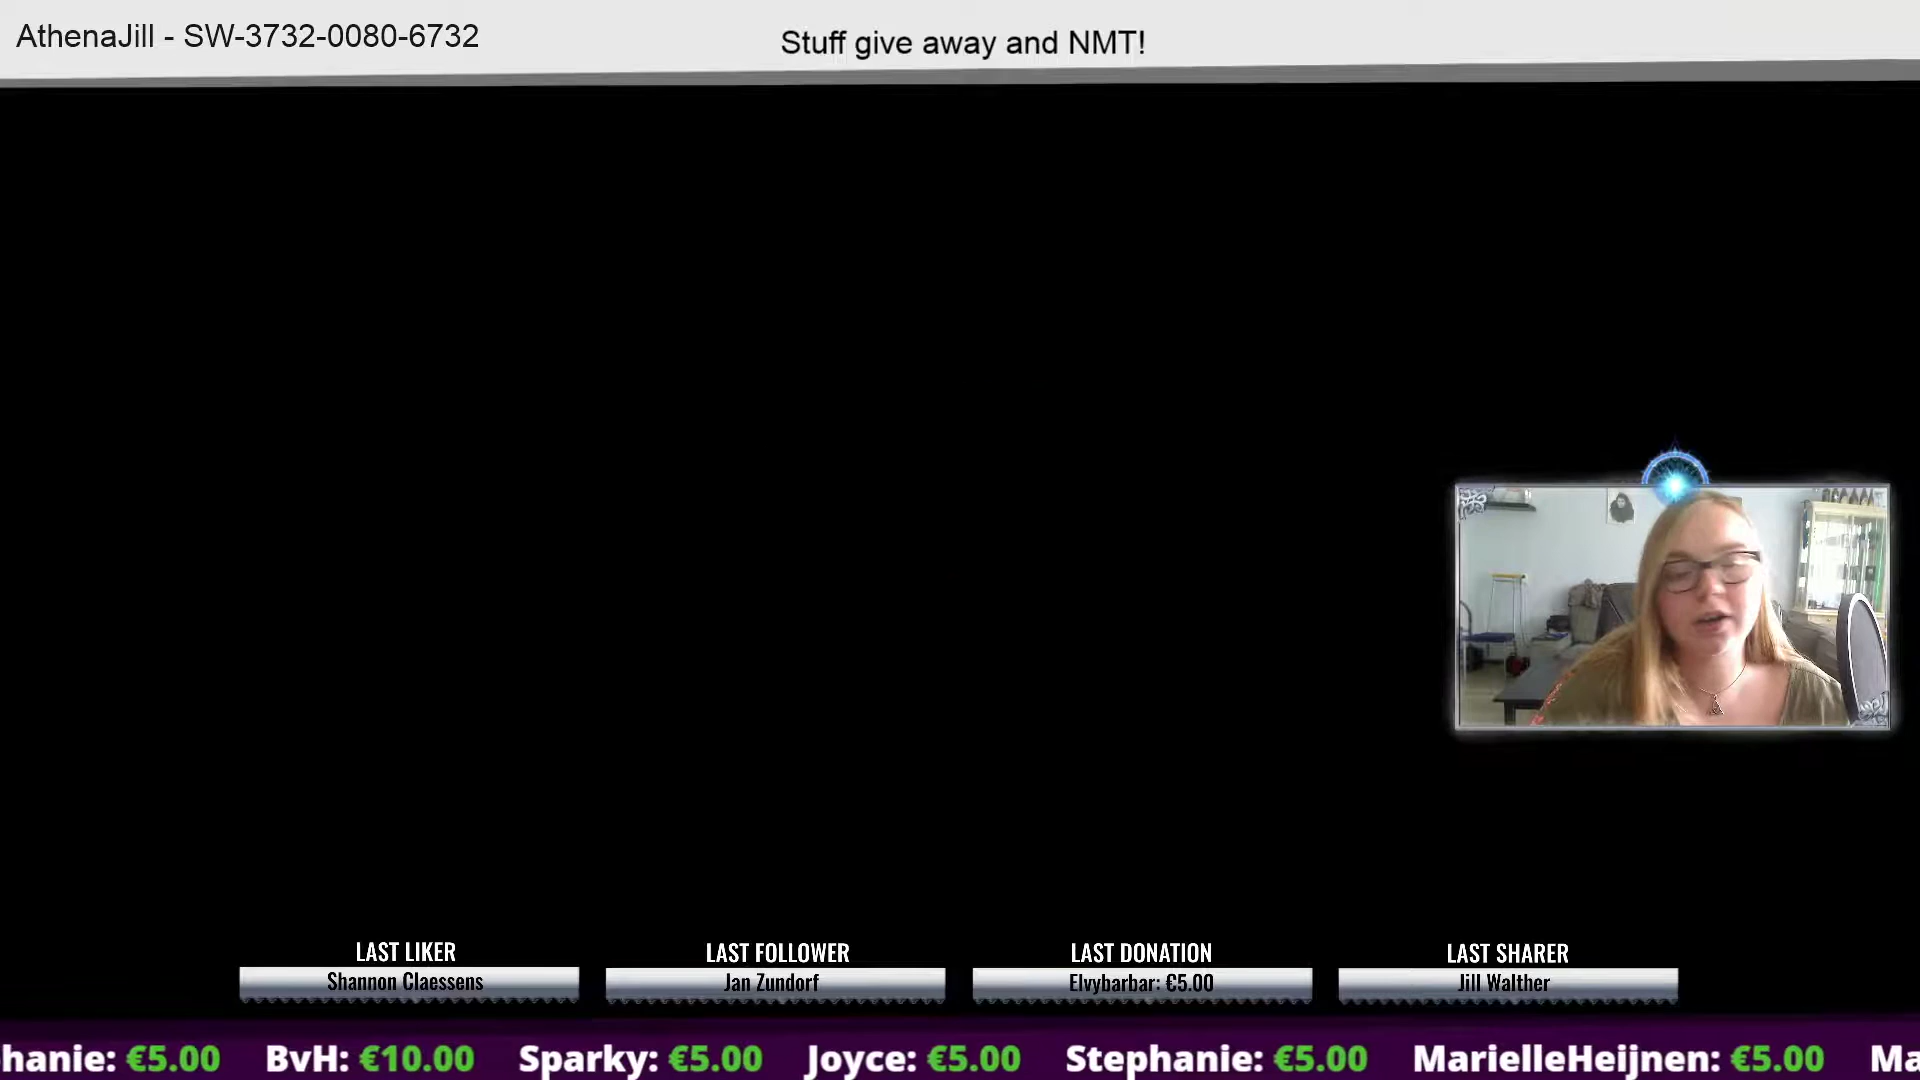 AthenaJill - SW-3732-0080-6732
Stuff give away and NMT!
LAST LIKER
Shannon Claessens
LAST FOLLOWER
Jan Zundorf
LAST DONATION
Elvybarbar: €5.00
LAST SHARER
Jill Walther
hanie: €5.00 BvH: €10.00 Sparky: €5.00 Joyce: €5.00 Stephanie: €5.00 MarielleHeijnen: €5.00 Ma